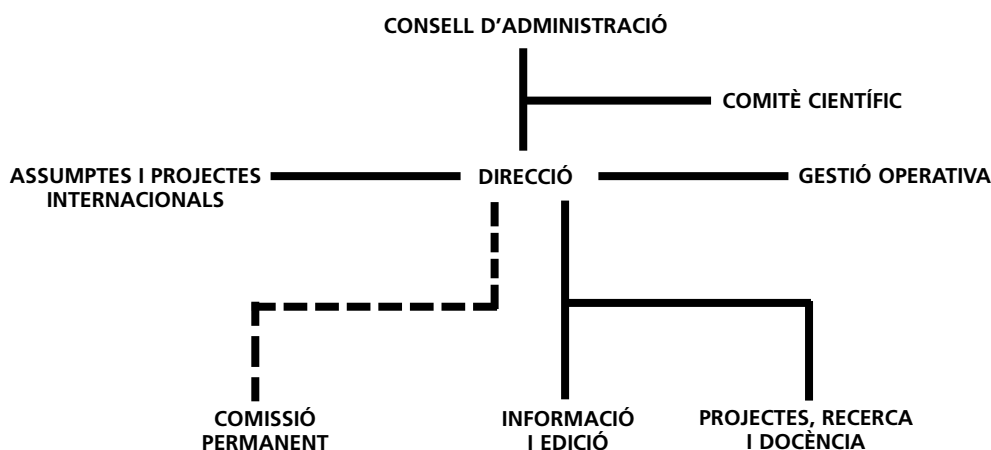 CONSELL D’ADMINISTRACIÓ
COMITÈ CIENTÍFIC
ASSUMPTES I PROJECTES
INTERNACIONALS
DIRECCIÓ
GESTIÓ OPERATIVA
COMISSIÓ
PERMANENT
INFORMACIÓ
I EDICIÓ
PROJECTES, RECERCA
I DOCÈNCIA